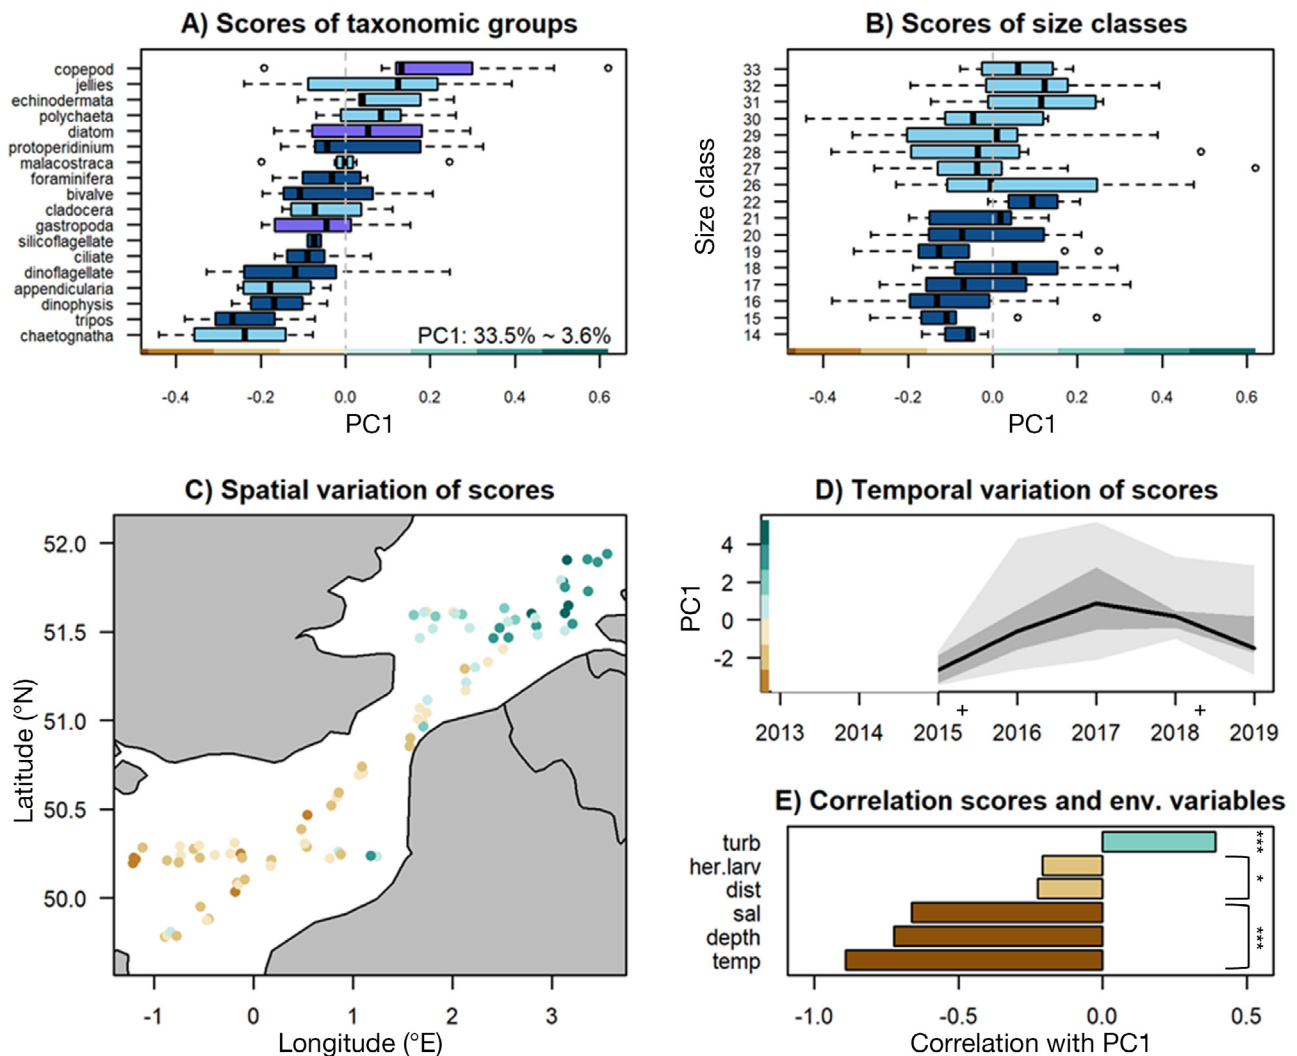 A) Scores of taxonomic groups
copepod
jellies
echinodermata
polychaeta
diatom
protoperidinium
malacostraca
foraminifera
bivalve
cladocera
gastropoda
silicoflagellate
ciliate
dinoflagellate
appendicularia
dinophysis
tripos
chaetognatha
PC1: 33.5% ~ 3.6%
-0.4 -0.2 0.0 0.2 0.4 0.6
PC1
B) Scores of size classes
Size class
33
32
31
30
29
28
27
26
22
21
20
19
18
17
16
15
14
-0.4 -0.2 0.0 0.2 0.4 0.6
PC1
C) Spatial variation of scores
Latitude (°N)
52.0
51.5
51.0
50.5
50.0
-1 0 1 2 3
Longitude (°E)
D) Temporal variation of scores
PC1
4
2
0
-2
+ +
2013 2014 2015 2016 2017 2018 2019
E) Correlation scores and env. variables
turb ***
her.larv
dist *
sal
depth ***
temp
-1.0 -0.5 0.0 0.5
Correlation with PC1